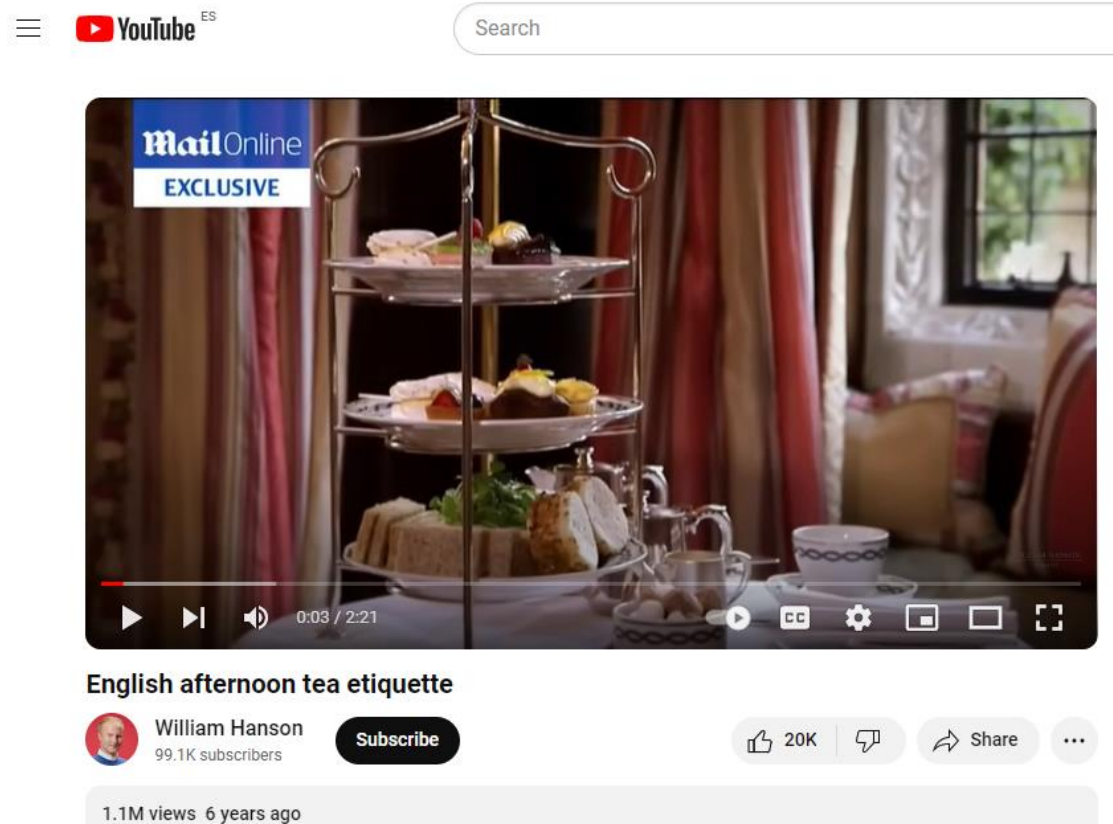 YouTube ES
Search
Mail Online
EXCLUSIVE
0:03 / 2:21
CC
English afternoon tea etiquette
William Hanson
99.1K subscribers
Subscribe
20K
Share
1.1M views 6 years ago